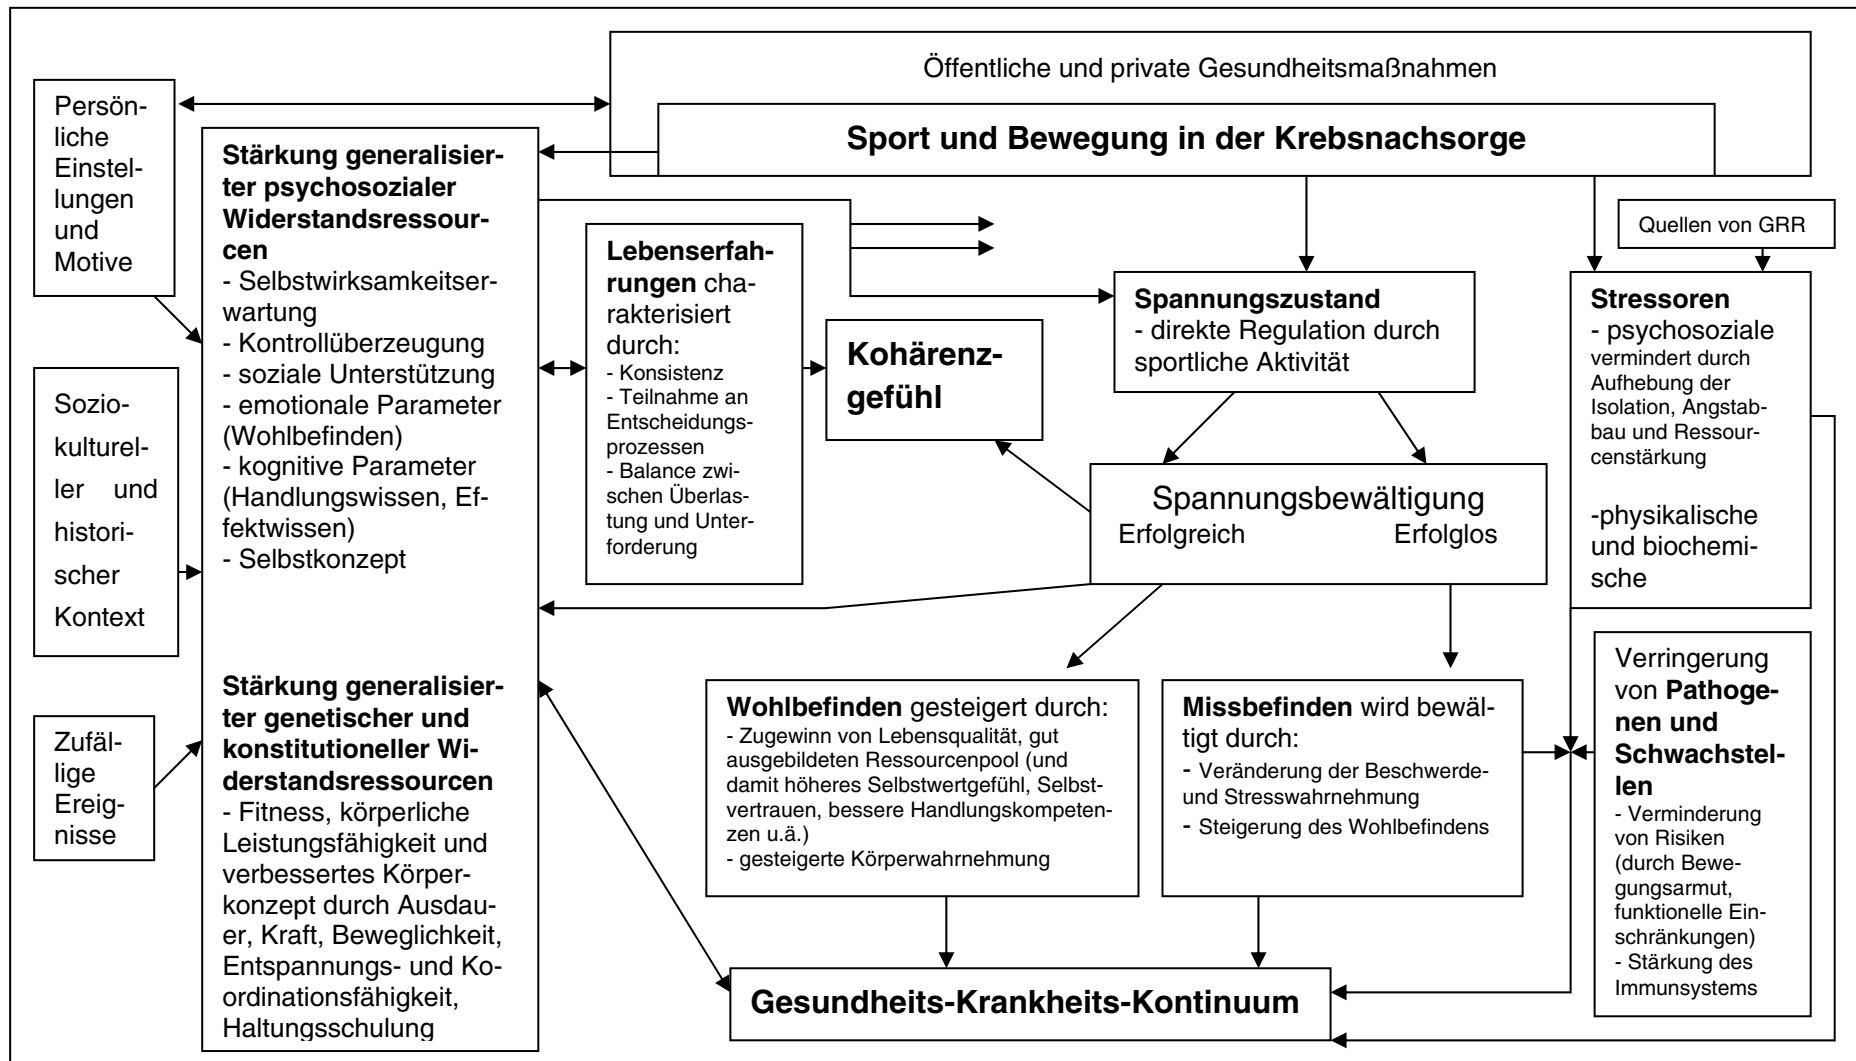 Öffentliche und private Gesundheitsmaßnahmen
Sport und Bewegung in der Krebsnachsorge
Persön-
liche
Einstel-
lungen
und
Motive
Sozio-
kulturel-
ler und
histori-
scher
Kontext
Zufäl-
lige
Ereig-
nisse
Stärkung generalisier-
ter psychosozialer
Widerstandsressour-
cen
- Selbstwirksamkeitser-
wartung
- Kontrollüberzeugung
- soziale Unterstützung
- emotionale Parameter
(Wohlbefinden)
- kognitive Parameter
(Handlungswissen, Ef-
fektwissen)
- Selbstkonzept
Stärkung generalisier-
ter genetischer und
konstitutioneller Wi-
derstandsressourcen
- Fitness, körperliche
Leistungsfähigkeit und
verbessertes Körper-
konzept durch Ausdau-
er, Kraft, Beweglichkeit,
Entspannungs- und Ko-
ordinationsfähigkeit,
Haltungsschulung
Lebenserfah-
rungen cha-
rakterisiert
durch:
- Konsistenz
- Teilnahme an
Entscheidungs-
prozessen
- Balance zwi-
schen Überlas-
tung und Unter-
forderung
Kohärenz-
gefühl
Spannungszustand
- direkte Regulation durch
sportliche Aktivität
Quellen von GRR
Stressoren
- psychosoziale
vermindert durch
Aufhebung der
Isolation, Angstab-
bau und Ressour-
censtärkung
-physikalische
und biochemi-
sche
Spannungsbewältigung
Erfolgreich Erfolglos
Wohlbefinden gesteigert durch:
- Zugewinn von Lebensqualität, gut
ausgebildeten Ressourcenpool (und
damit höheres Selbstwertgefühl, Selbst-
vertrauen, bessere Handlungskompeten-
zen u.ä.)
- gesteigerte Körperwahrnehmung
Missbefinden wird bewäl-
tigt durch:
- Veränderung der Beschwerde-
und Stresswahrnehmung
- Steigerung des Wohlbefindens
Verringerung
von Pathoge-
nen und
Schwachstel-
len
- Verminderung
von Risiken
(durch Bewe-
gungsarmut,
funktionelle Ein-
schränkungen)
- Stärkung des
Immunsystems
Gesundheits-Krankheits-Kontinuum